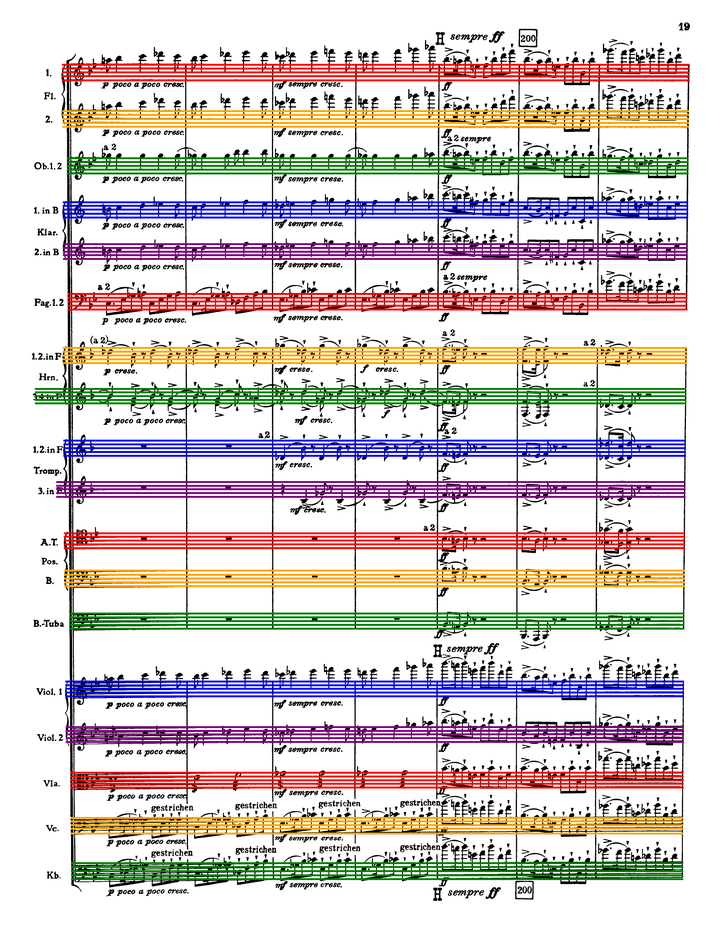 19
H sempre ff 200
1.
p poco a poco cresc. mf sempre cresc. ff
Fl.
2.
p poco a poco cresc. mf sempre cresc. ff
a 2 a 2 sempre
Ob.1.2
p poco a poco cresc. mf sempre cresc. ff
1. in B
p poco a poco cresc. mf sempre cresc. ff
Klar.
2. in B
p poco a poco cresc. mf sempre cresc. ff
a 2 a 2 sempre
Fag.1.2
p poco a poco cresc. mf sempre cresc. ff
(a 2) a 2 a 2
1.2. in F
p cresc. mf cresc. f cresc. ff
Hrn.
a 2
p poco a poco cresc. mf cresc. f ff
a 2 a 2
1.2. in F
mf cresc. ff
Tromp.
3. in F
mf cresc. ff
a 2
A.T.
ff
Pos.
B.
ff
B.-Tuba
ff
H sempre ff
Viol. 1
p poco a poco cresc. mf sempre cresc. ff
Viol. 2
p poco a poco cresc. mf sempre cresc. ff
Vla.
p poco a poco cresc. mf sempre cresc. ff
gestrichen gestrichen gestrichen gestrichen
Vc.
p poco a poco cresc. mf sempre cresc. ff
gestrichen gestrichen gestrichen gestrichen
Kb.
p poco a poco cresc. mf sempre cresc. ff
H sempre ff 200